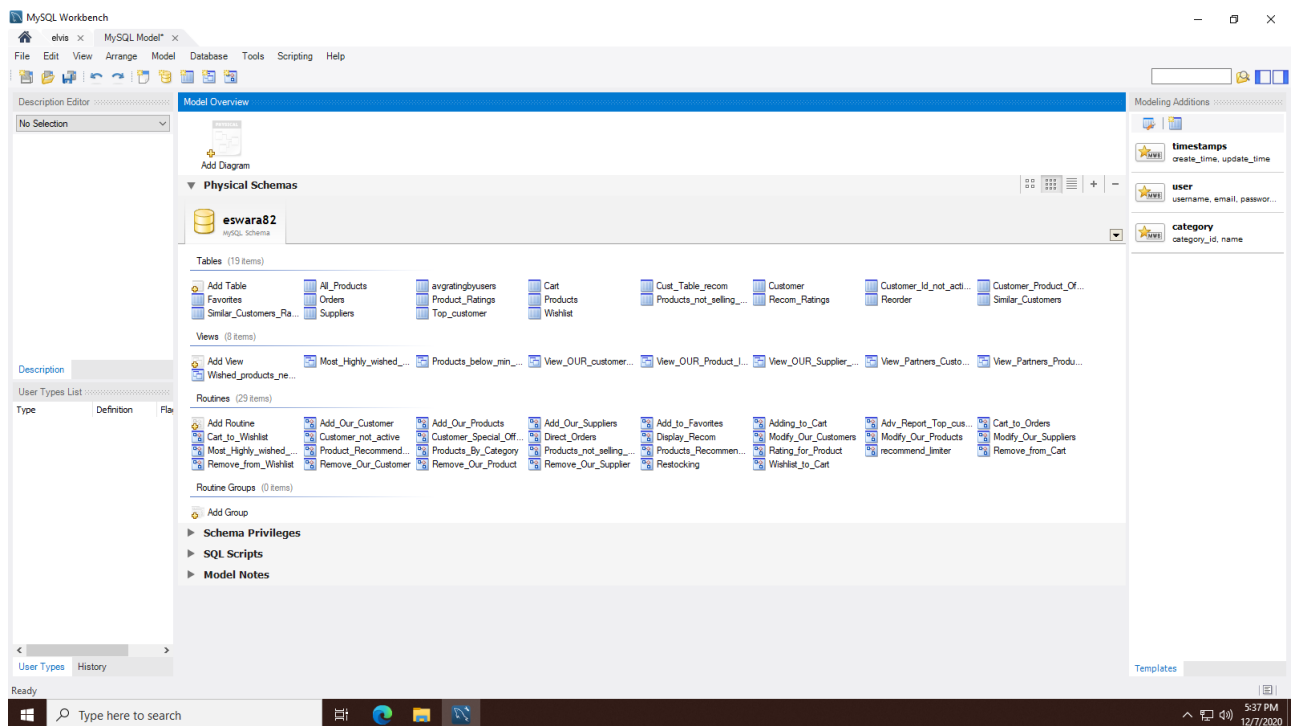 MySQL Workbench
elvis × MySQL Model* ×
File Edit View Arrange Model Database Tools Scripting Help
Description Editor
No Selection
Description
User Types List
Type Definition Fla
User Types History
Ready
Model Overview
Add Diagram
Physical Schemas
eswara82
MySQL Schema
Tables (19 items)
Add Table All_Products avgratingbyusers Cart Cust_Table_recom Customer Customer_Id_not_acti... Customer_Product_Of...
Favorites Orders Product_Ratings Products Products_not_selling_... Recom_Ratings Reorder Similar_Customers
Similar_Customers_Ra... Suppliers Top_customer Wishlist
Views (8 items)
Add View Most_Highly_wished_... Products_below_min_... View_OUR_customer... View_OUR_Product_I... View_OUR_Supplier_... View_Partners_Custo... View_Partners_Produ...
Wished_products_ne...
Routines (29 items)
Add Routine Add_Our_Customer Add_Our_Products Add_Our_Suppliers Add_to_Favorites Adding_to_Cart Adv_Report_Top_cus... Cart_to_Orders
Cart_to_Wishlist Customer_not_active Customer_Special_Off... Direct_Orders Display_Recom Modify_Our_Customers Modify_Our_Products Modify_Our_Suppliers
Most_Highly_wished_... Product_Recommend... Products_By_Category Products_not_selling_... Products_Recommen... Rating_for_Product recommend_limiter Remove_from_Cart
Remove_from_Wishlist Remove_Our_Customer Remove_Our_Product Remove_Our_Supplier Restocking Wishlist_to_Cart
Routine Groups (0 items)
Add Group
Schema Privileges
SQL Scripts
Model Notes
Modeling Additions
timestamps
create_time, update_time
user
username, email, passwor...
category
category_id, name
Templates
Type here to search
5:37 PM
12/7/2020